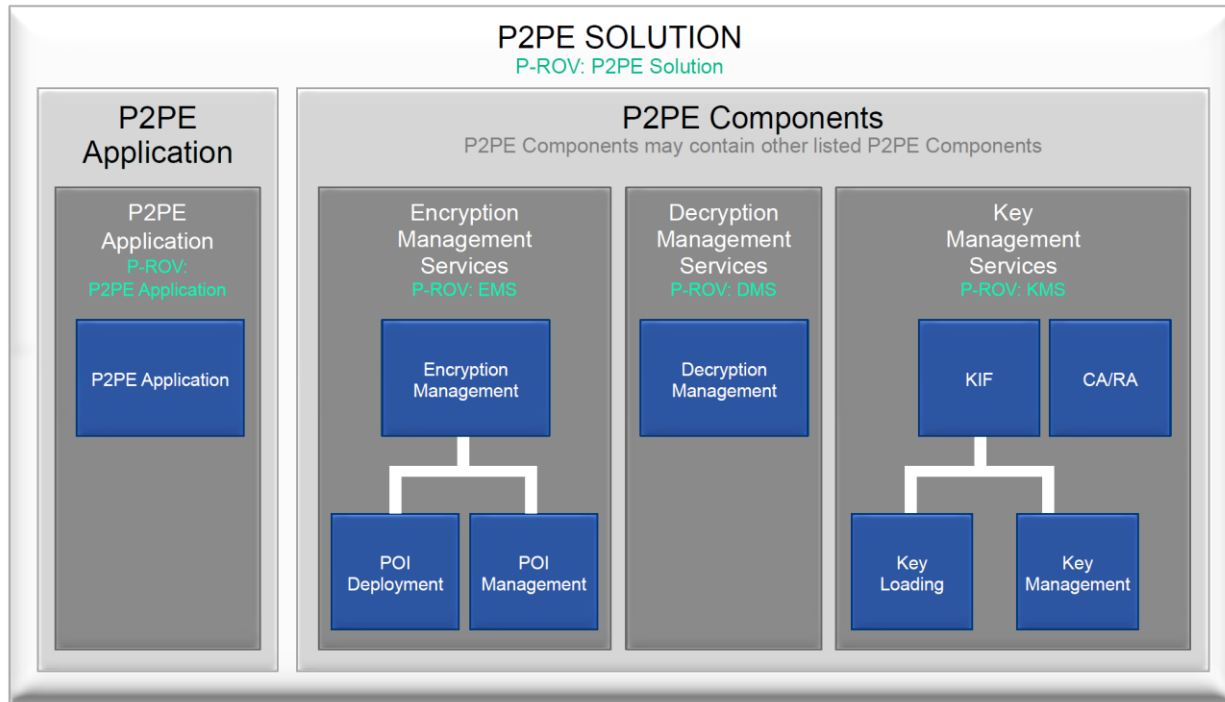 P2PE SOLUTION
P-ROV: P2PE Solution
P2PE
Application
P2PE
Application
P-ROV:
P2PE Application
P2PE Application
P2PE Components
P2PE Components may contain other listed P2PE Components
Encryption
Management
Services
P-ROV: EMS
Encryption
Management
POI
Deployment
POI
Management
Decryption
Management
Services
P-ROV: DMS
Decryption
Management
Key
Management
Services
P-ROV: KMS
KIF
CA/RA
Key
Loading
Key
Management